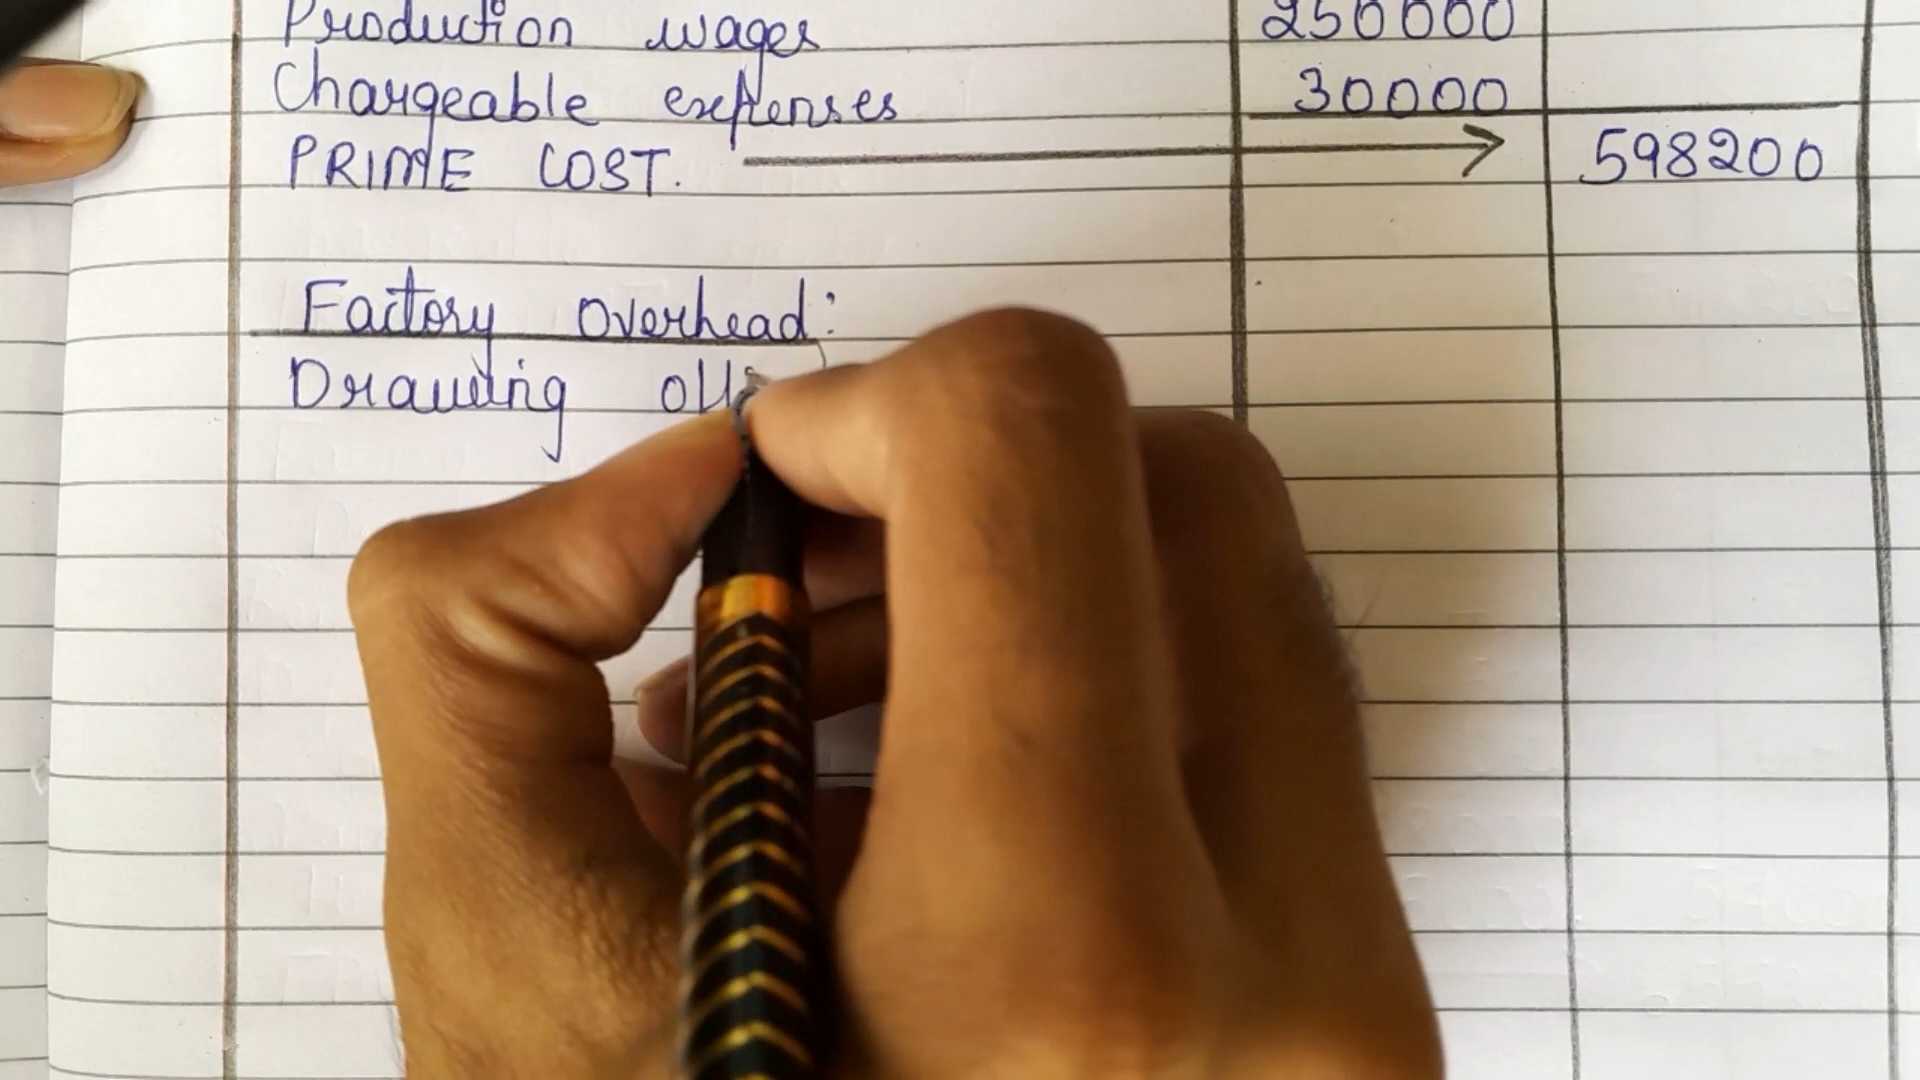 Production wages 250000
Chargeable expenses 30000
PRIME COST. 598200
Factory Overhead:
Drawing